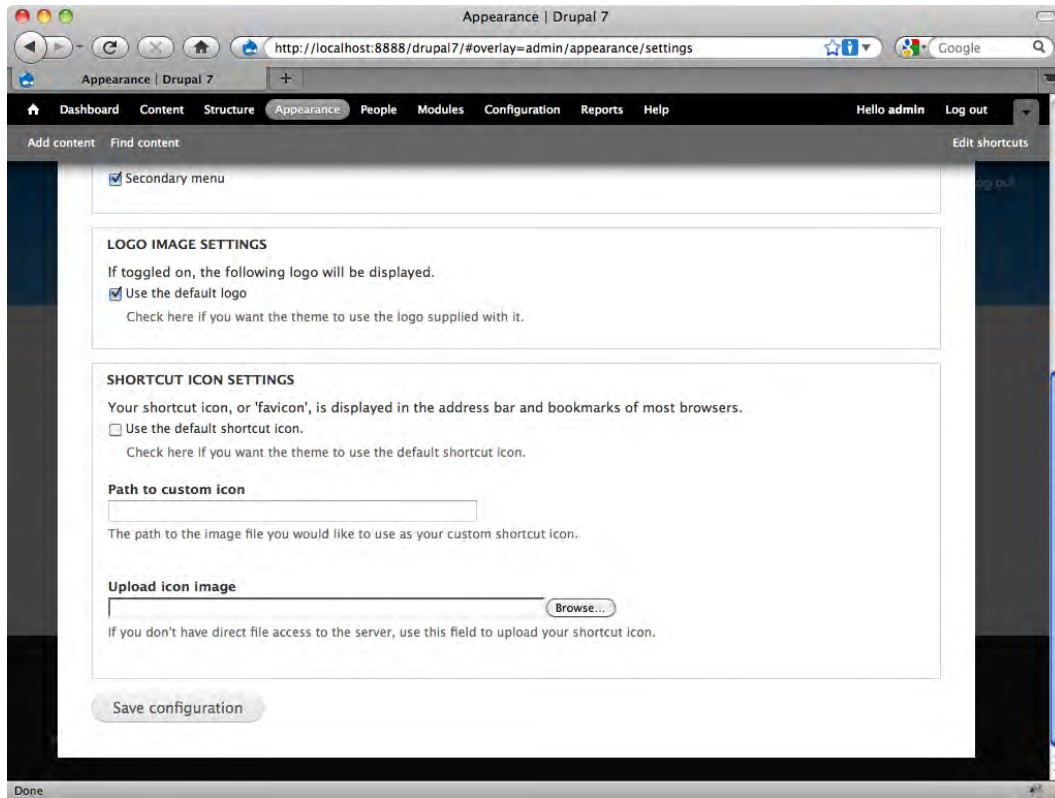 Appearance | Drupal 7
http://localhost:8888/drupal7/#overlay=admin/appearance/settings
Google
Appearance | Drupal 7
+
Dashboard Content Structure Appearance People Modules Configuration Reports Help Hello admin Log out
Add content Find content Edit shortcuts
Secondary menu
og out
LOGO IMAGE SETTINGS
If toggled on, the following logo will be displayed.
Use the default logo
Check here if you want the theme to use the logo supplied with it.
SHORTCUT ICON SETTINGS
Your shortcut icon, or 'favicon', is displayed in the address bar and bookmarks of most browsers.
Use the default shortcut icon.
Check here if you want the theme to use the default shortcut icon.
Path to custom icon
The path to the image file you would like to use as your custom shortcut icon.
Upload icon image
Browse...
If you don't have direct file access to the server, use this field to upload your shortcut icon.
Save configuration
Done